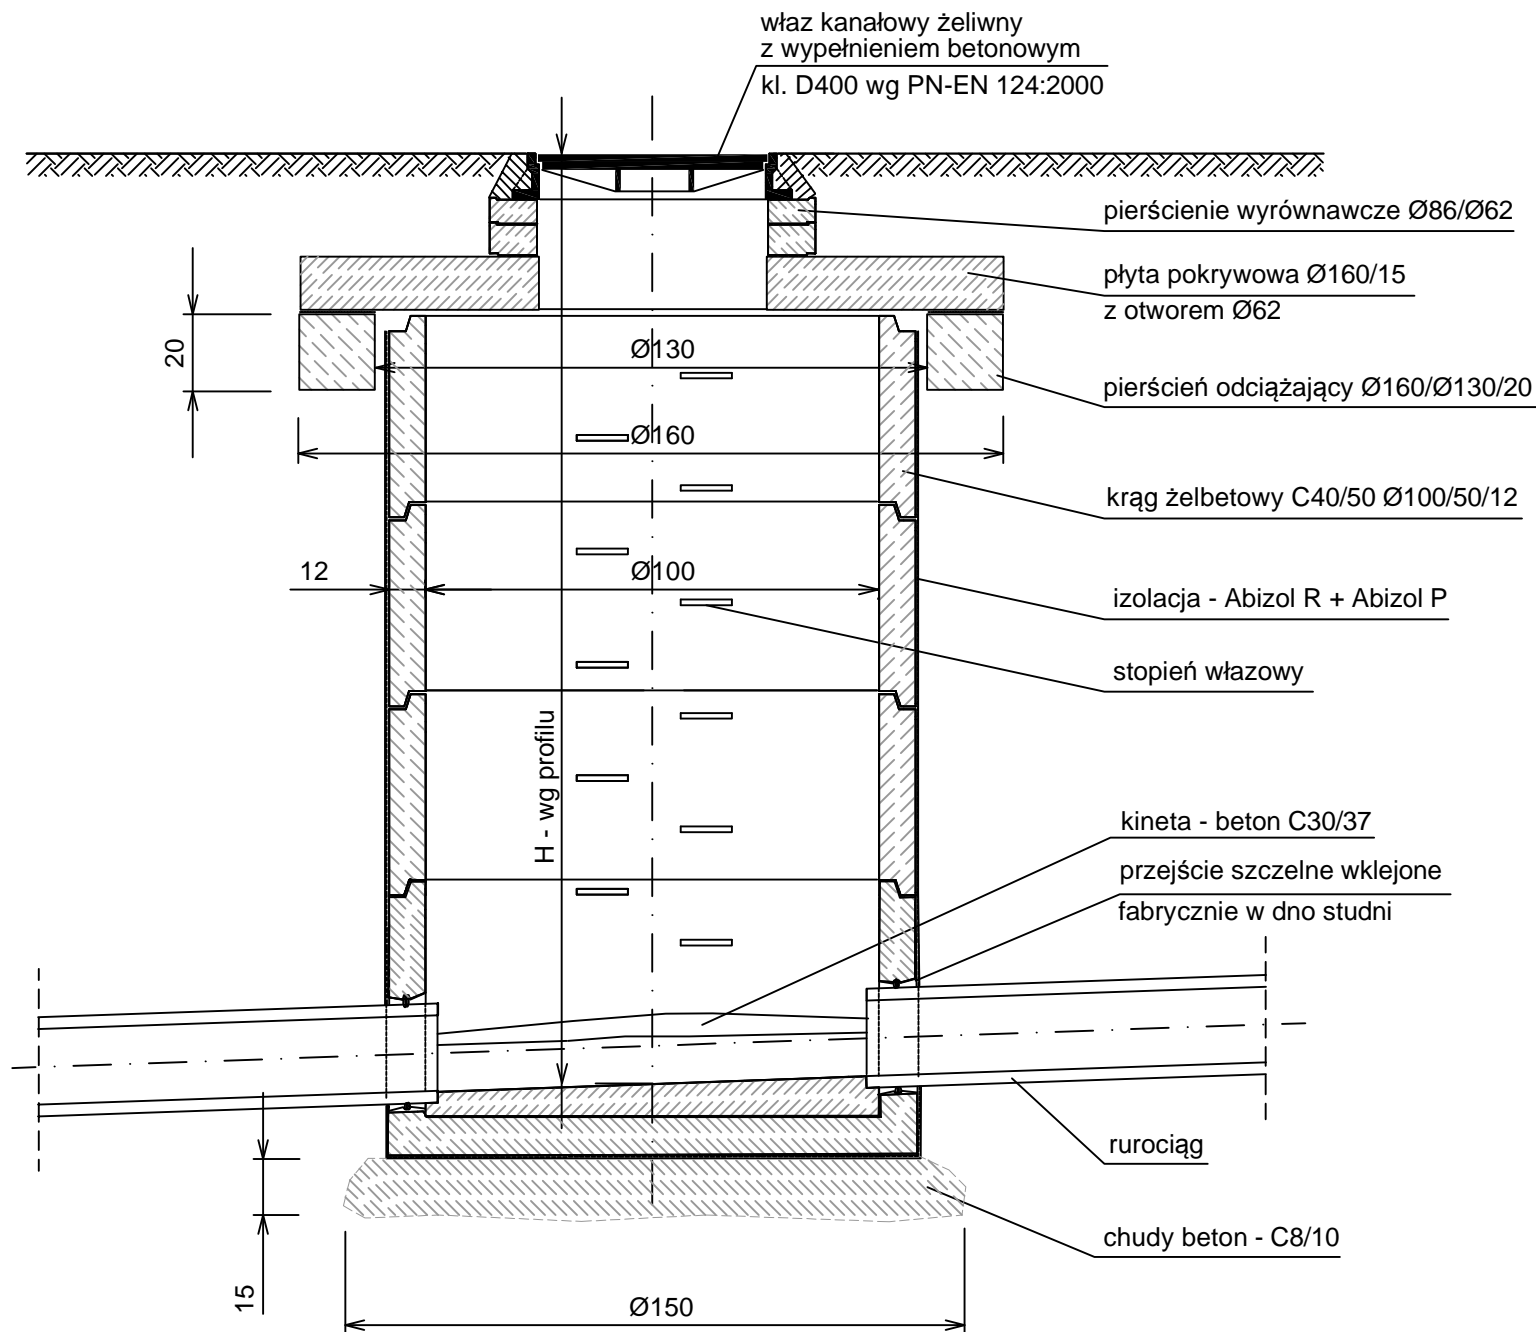 właz kanałowy żeliwny
z wypełnieniem betonowym
kl. D400 wg PN-EN 124:2000
pierścienie wyrównawcze Ø86/Ø62
płyta pokrywowa Ø160/15
z otworem Ø62
20
Ø130
pierścień odciążający Ø160/Ø130/20
Ø160
krąg żelbetowy C40/50 Ø100/50/12
12
Ø100
izolacja - Abizol R + Abizol P
stopień włazowy
H - wg profilu
kineta - beton C30/37
przejście szczelne wklejone
fabrycznie w dno studni
rurociąg
chudy beton - C8/10
15
Ø150